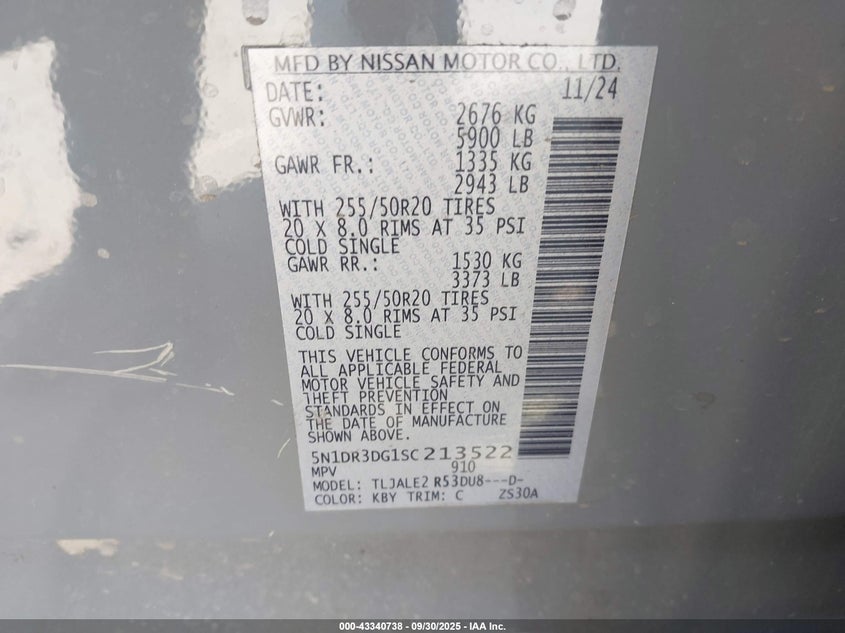 MFD BY NISSAN MOTOR CO., LTD.
DATE: 11/24
GVWR: 2676 KG
5900 LB
GAWR FR.: 1335 KG
2943 LB
WITH 255/50R20 TIRES
20 X 8.0 RIMS AT 35 PSI
COLD SINGLE
GAWR RR.: 1530 KG
3373 LB
WITH 255/50R20 TIRES
20 X 8.0 RIMS AT 35 PSI
COLD SINGLE
THIS VEHICLE CONFORMS TO
ALL APPLICABLE FEDERAL
MOTOR VEHICLE SAFETY AND
THEFT PREVENTION
STANDARDS IN EFFECT ON
THE DATE OF MANUFACTURE
SHOWN ABOVE.
5N1DR3DG1SC213522
MPV 910
MODEL: TLJALE2 R53DU8---D-
COLOR: KBY TRIM: C ZS30A
000-43340738 - 09/30/2025 - IAA Inc.